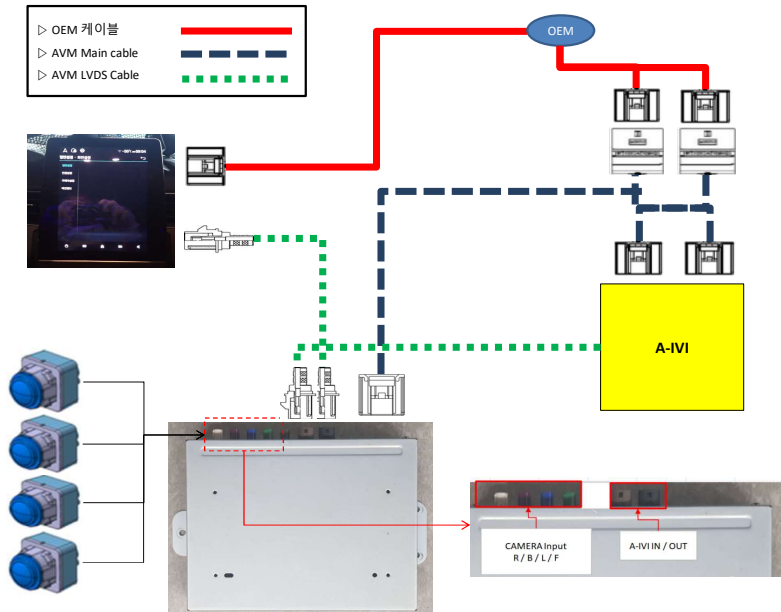 ▷ OEM 케이블
▷ AVM Main cable
▷ AVM LVDS Cable
OEM
A-IVI
CAMERA Input
R / B / L / F
A-IVI IN / OUT